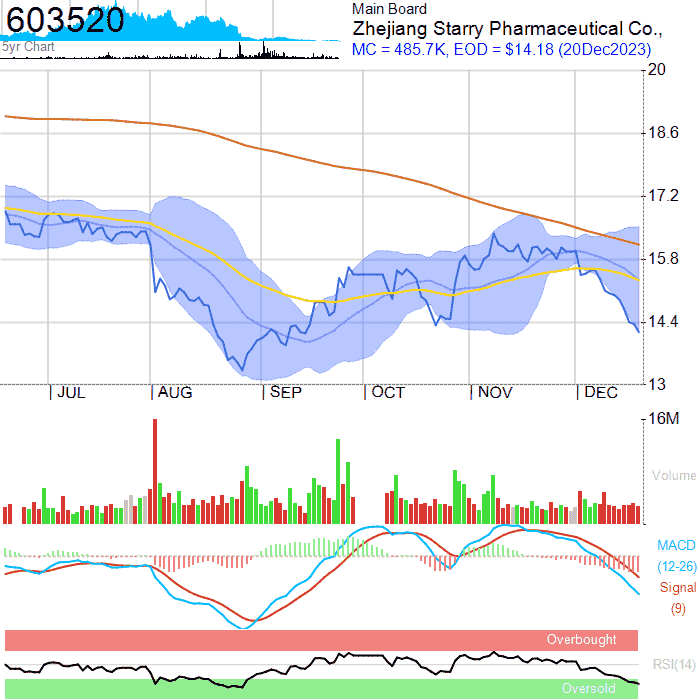 603520
5yr Chart
Main Board
Zhejiang Starry Pharmaceutical Co.,
MC = 485.7K, EOD = $14.18 (20Dec2023)
20
18.6
17.2
15.8
14.4
13
JUL AUG SEP OCT NOV DEC
16M
Volume
MACD
(12-26)
Signal
(9)
Overbought
RSI(14)
Oversold